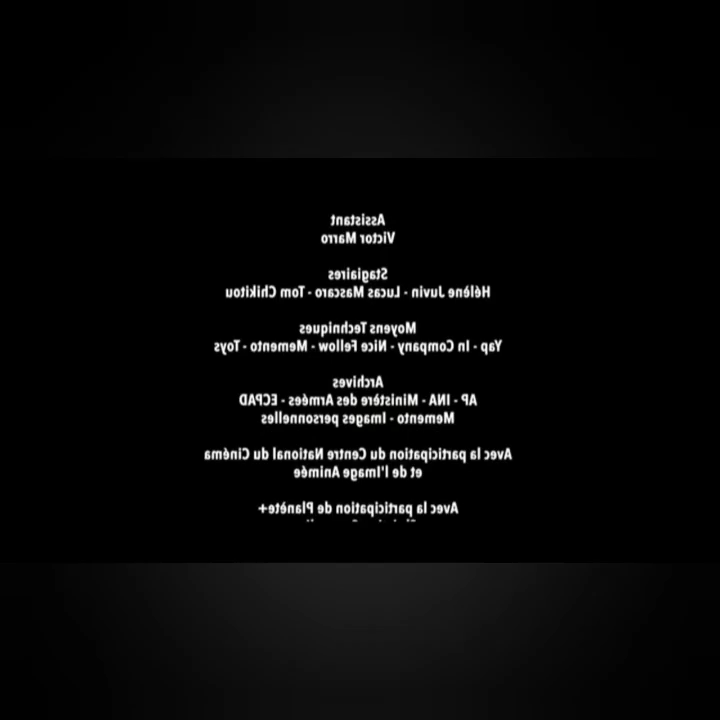 Assistant
Victor Marro
Stagiaires
Hélène Juvin - Lucas Mascaro - Tom Chikitou
Moyens Techniques
Yap - In Company - Nice Fellow - Memento - Toys
Archives
AP - INA - Ministère des Armées - ECPAD
Memento - Images personnelles
Avec la participation du Centre National du Cinéma
et de l'Image Animée
Avec la participation de Planète+